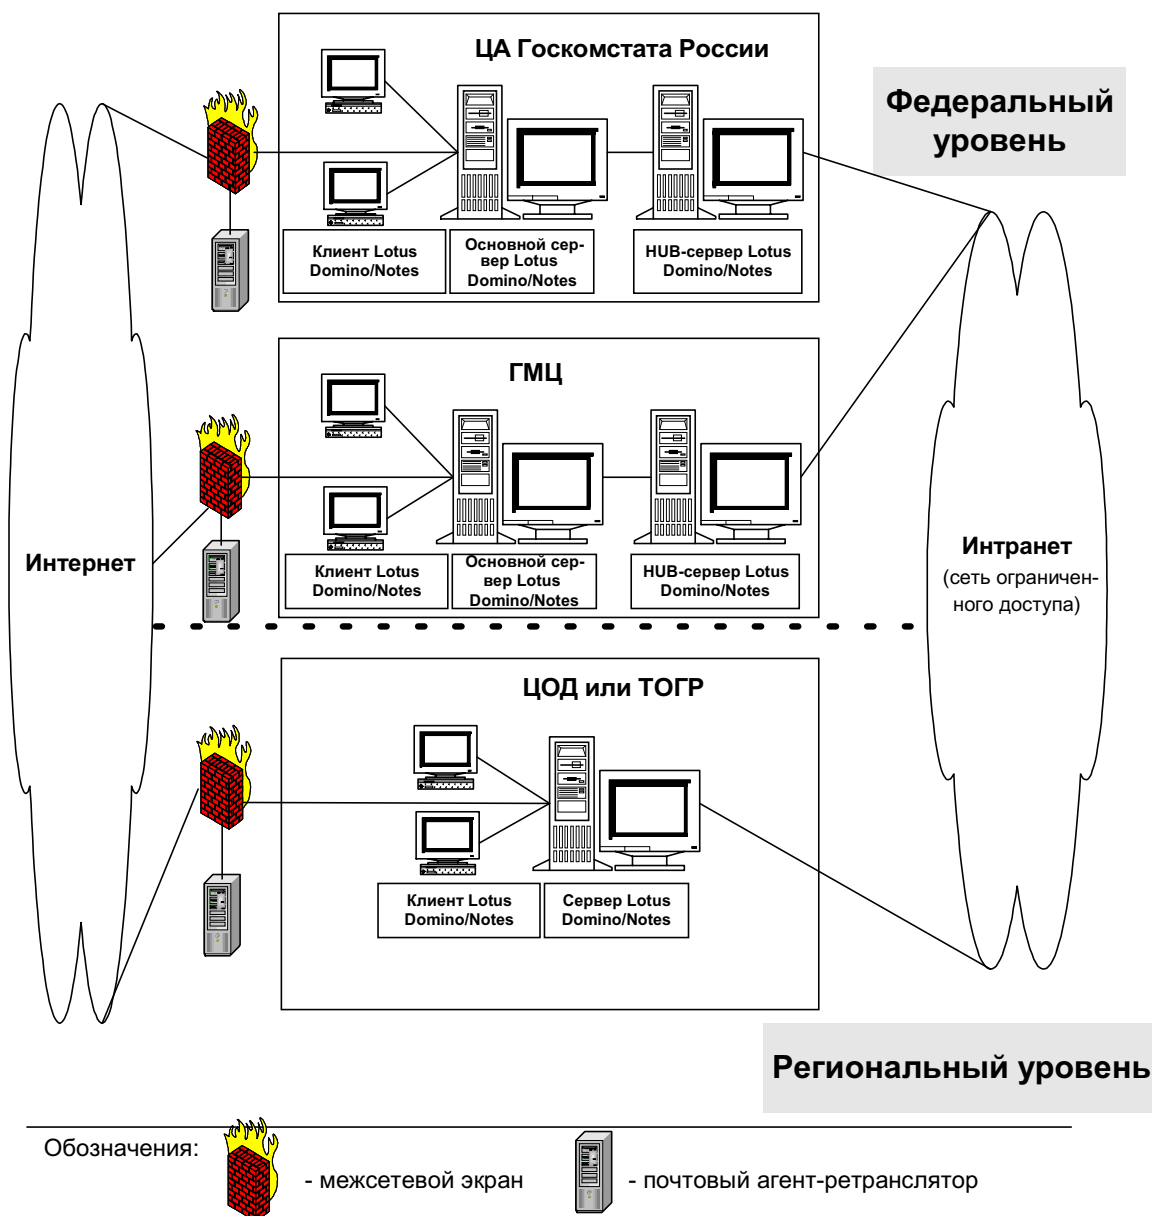 ЦА Госкомстата России
Федеральный
уровень
Клиент Lotus
Domino/Notes
Основной сер-
вер Lotus
Domino/Notes
HUB-сервер Lotus
Domino/Notes
ГМЦ
Клиент Lotus
Domino/Notes
Основной сер-
вер Lotus
Domino/Notes
HUB-сервер Lotus
Domino/Notes
Интернет
Интранет
(сеть ограничен-
ного доступа)
ЦОД или ТОГР
Клиент Lotus
Domino/Notes
Сервер Lotus
Domino/Notes
Региональный уровень
Обозначения:
- межсетевой экран
- почтовый агент-ретранслятор